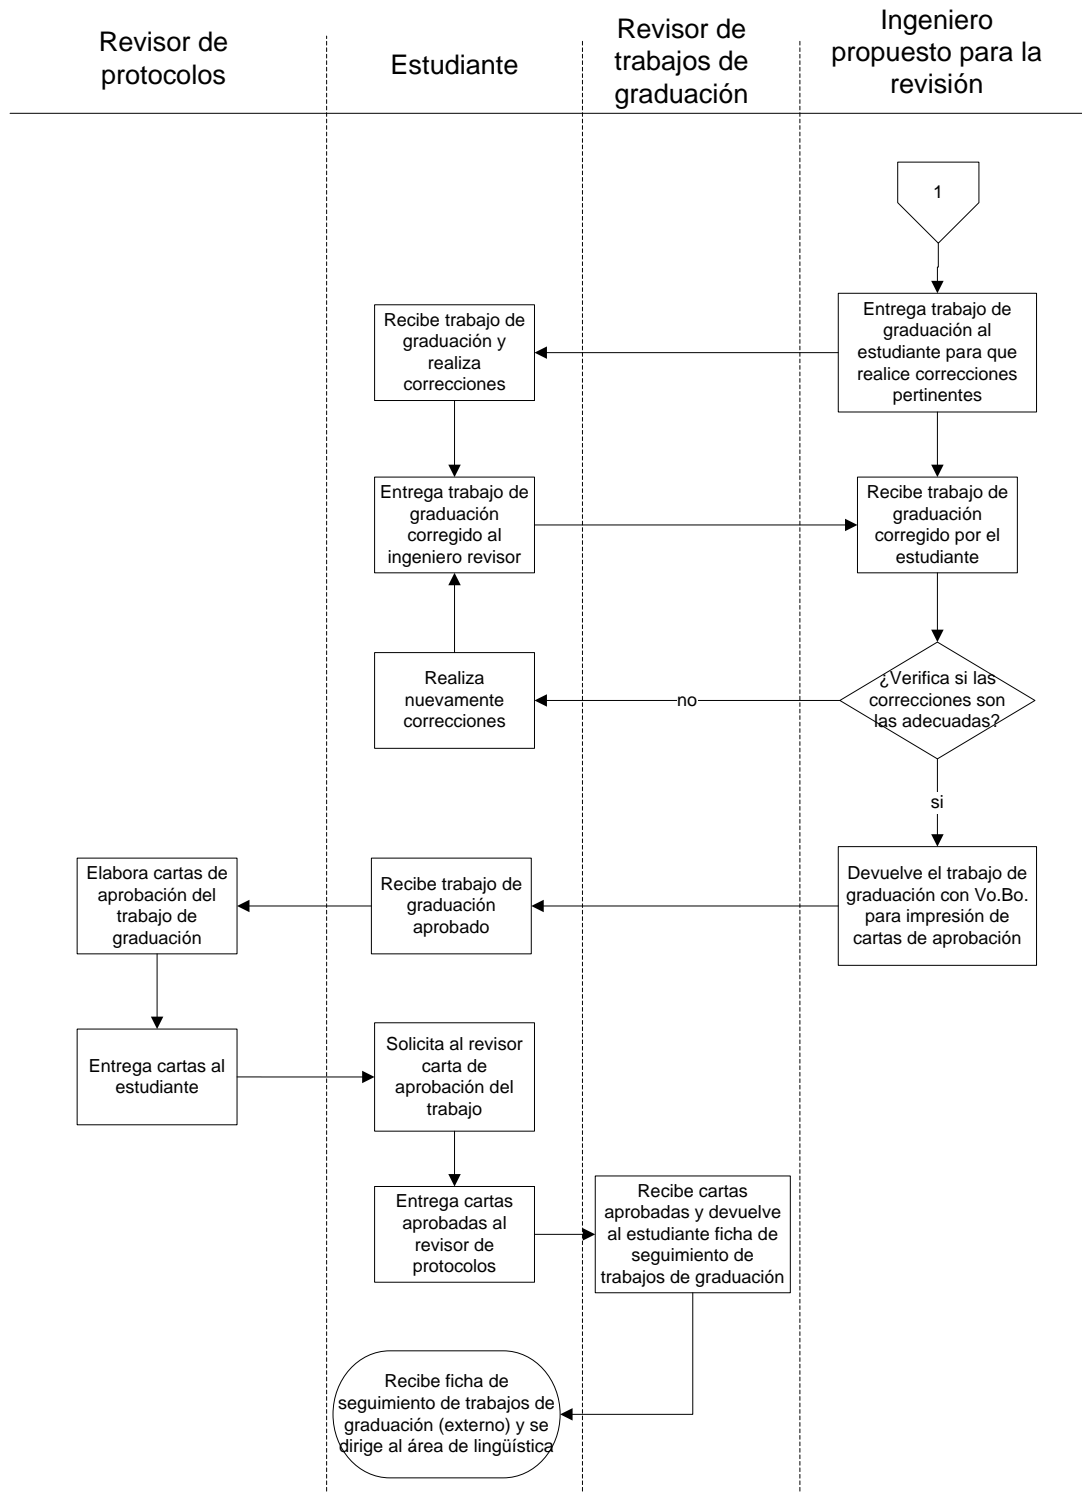 Revisor de
protocolos
Estudiante
Revisor de
trabajos de
graduación
Ingeniero
propuesto para la
revisión
1
Entrega trabajo de
graduación al
estudiante para que
realice correcciones
pertinentes
Recibe trabajo de
graduación y
realiza
correcciones
Entrega trabajo de
graduación
corregido al
ingeniero revisor
Recibe trabajo de
graduación
corregido por el
estudiante
¿Verifica si las
correcciones son
las adecuadas?
no
Realiza
nuevamente
correcciones
si
Devuelve el trabajo de
graduación con Vo.Bo.
para impresión de
cartas de aprobación
Recibe trabajo de
graduación
aprobado
Elabora cartas de
aprobación del
trabajo de
graduación
Entrega cartas al
estudiante
Solicita al revisor
carta de
aprobación del
trabajo
Entrega cartas
aprobadas al
revisor de
protocolos
Recibe cartas
aprobadas y devuelve
al estudiante ficha de
seguimiento de
trabajos de graduación
Recibe ficha de
seguimiento de trabajos de
graduación (externo) y se
dirige al área de lingüística